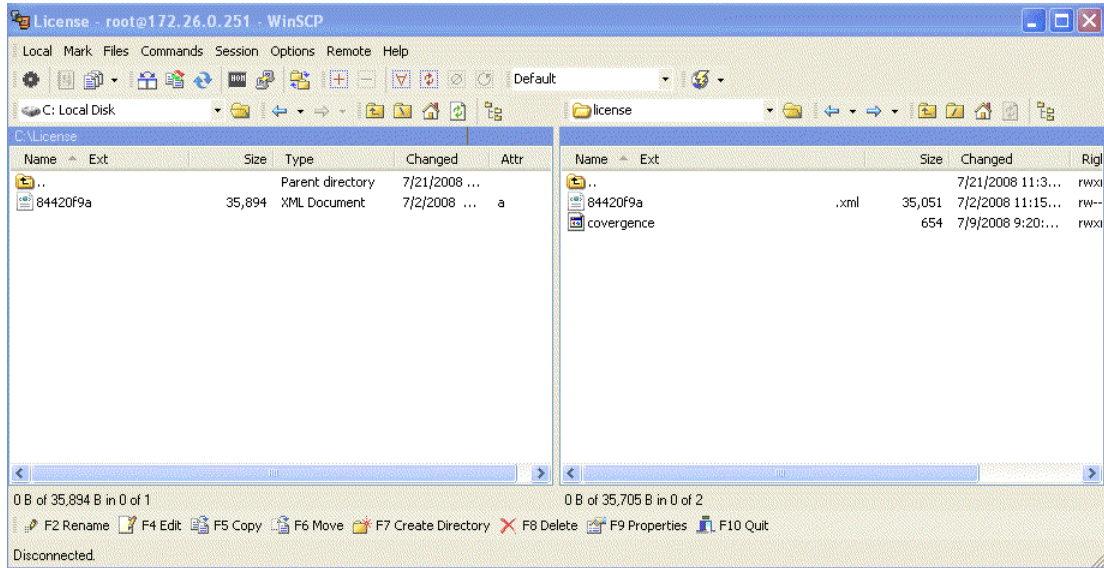 License - root@172.26.0.251 - WinSCP
Local Mark Files Commands Session Options Remote Help
Default
C: Local Disk license
C:\License
Name Ext Size Type Changed Attr Name Ext Size Changed
.. Parent directory 7/21/2008 ... .. 7/21/2008 11:3...
84420f9a 35,894 XML Document 7/2/2008 ... a 84420f9a .xml 35,051 7/2/2008 11:15... rw--
covergence 654 7/9/2008 9:20:...
0 B of 35,894 B in 0 of 1 0 B of 35,705 B in 0 of 2
F2 Rename F4 Edit F5 Copy F6 Move F7 Create Directory F8 Delete F9 Properties F10 Quit
Disconnected.